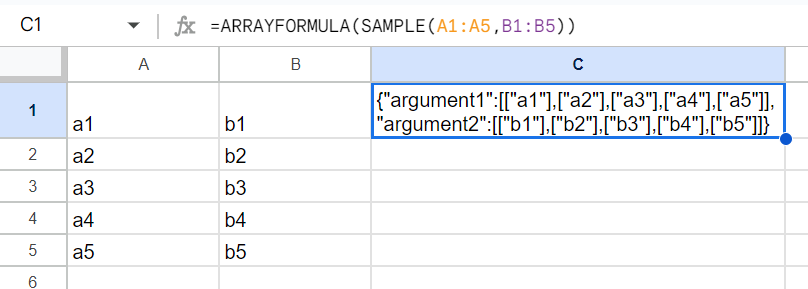 C1 fx =ARRAYFORMULA(SAMPLE(A1:A5,B1:B5))
A B C
1 a1 b1 {"argument1":[["a1"],["a2"],["a3"],["a4"],["a5"]],
"argument2":[["b1"],["b2"],["b3"],["b4"],["b5"]]}
2 a2 b2
3 a3 b3
4 a4 b4
5 a5 b5
6